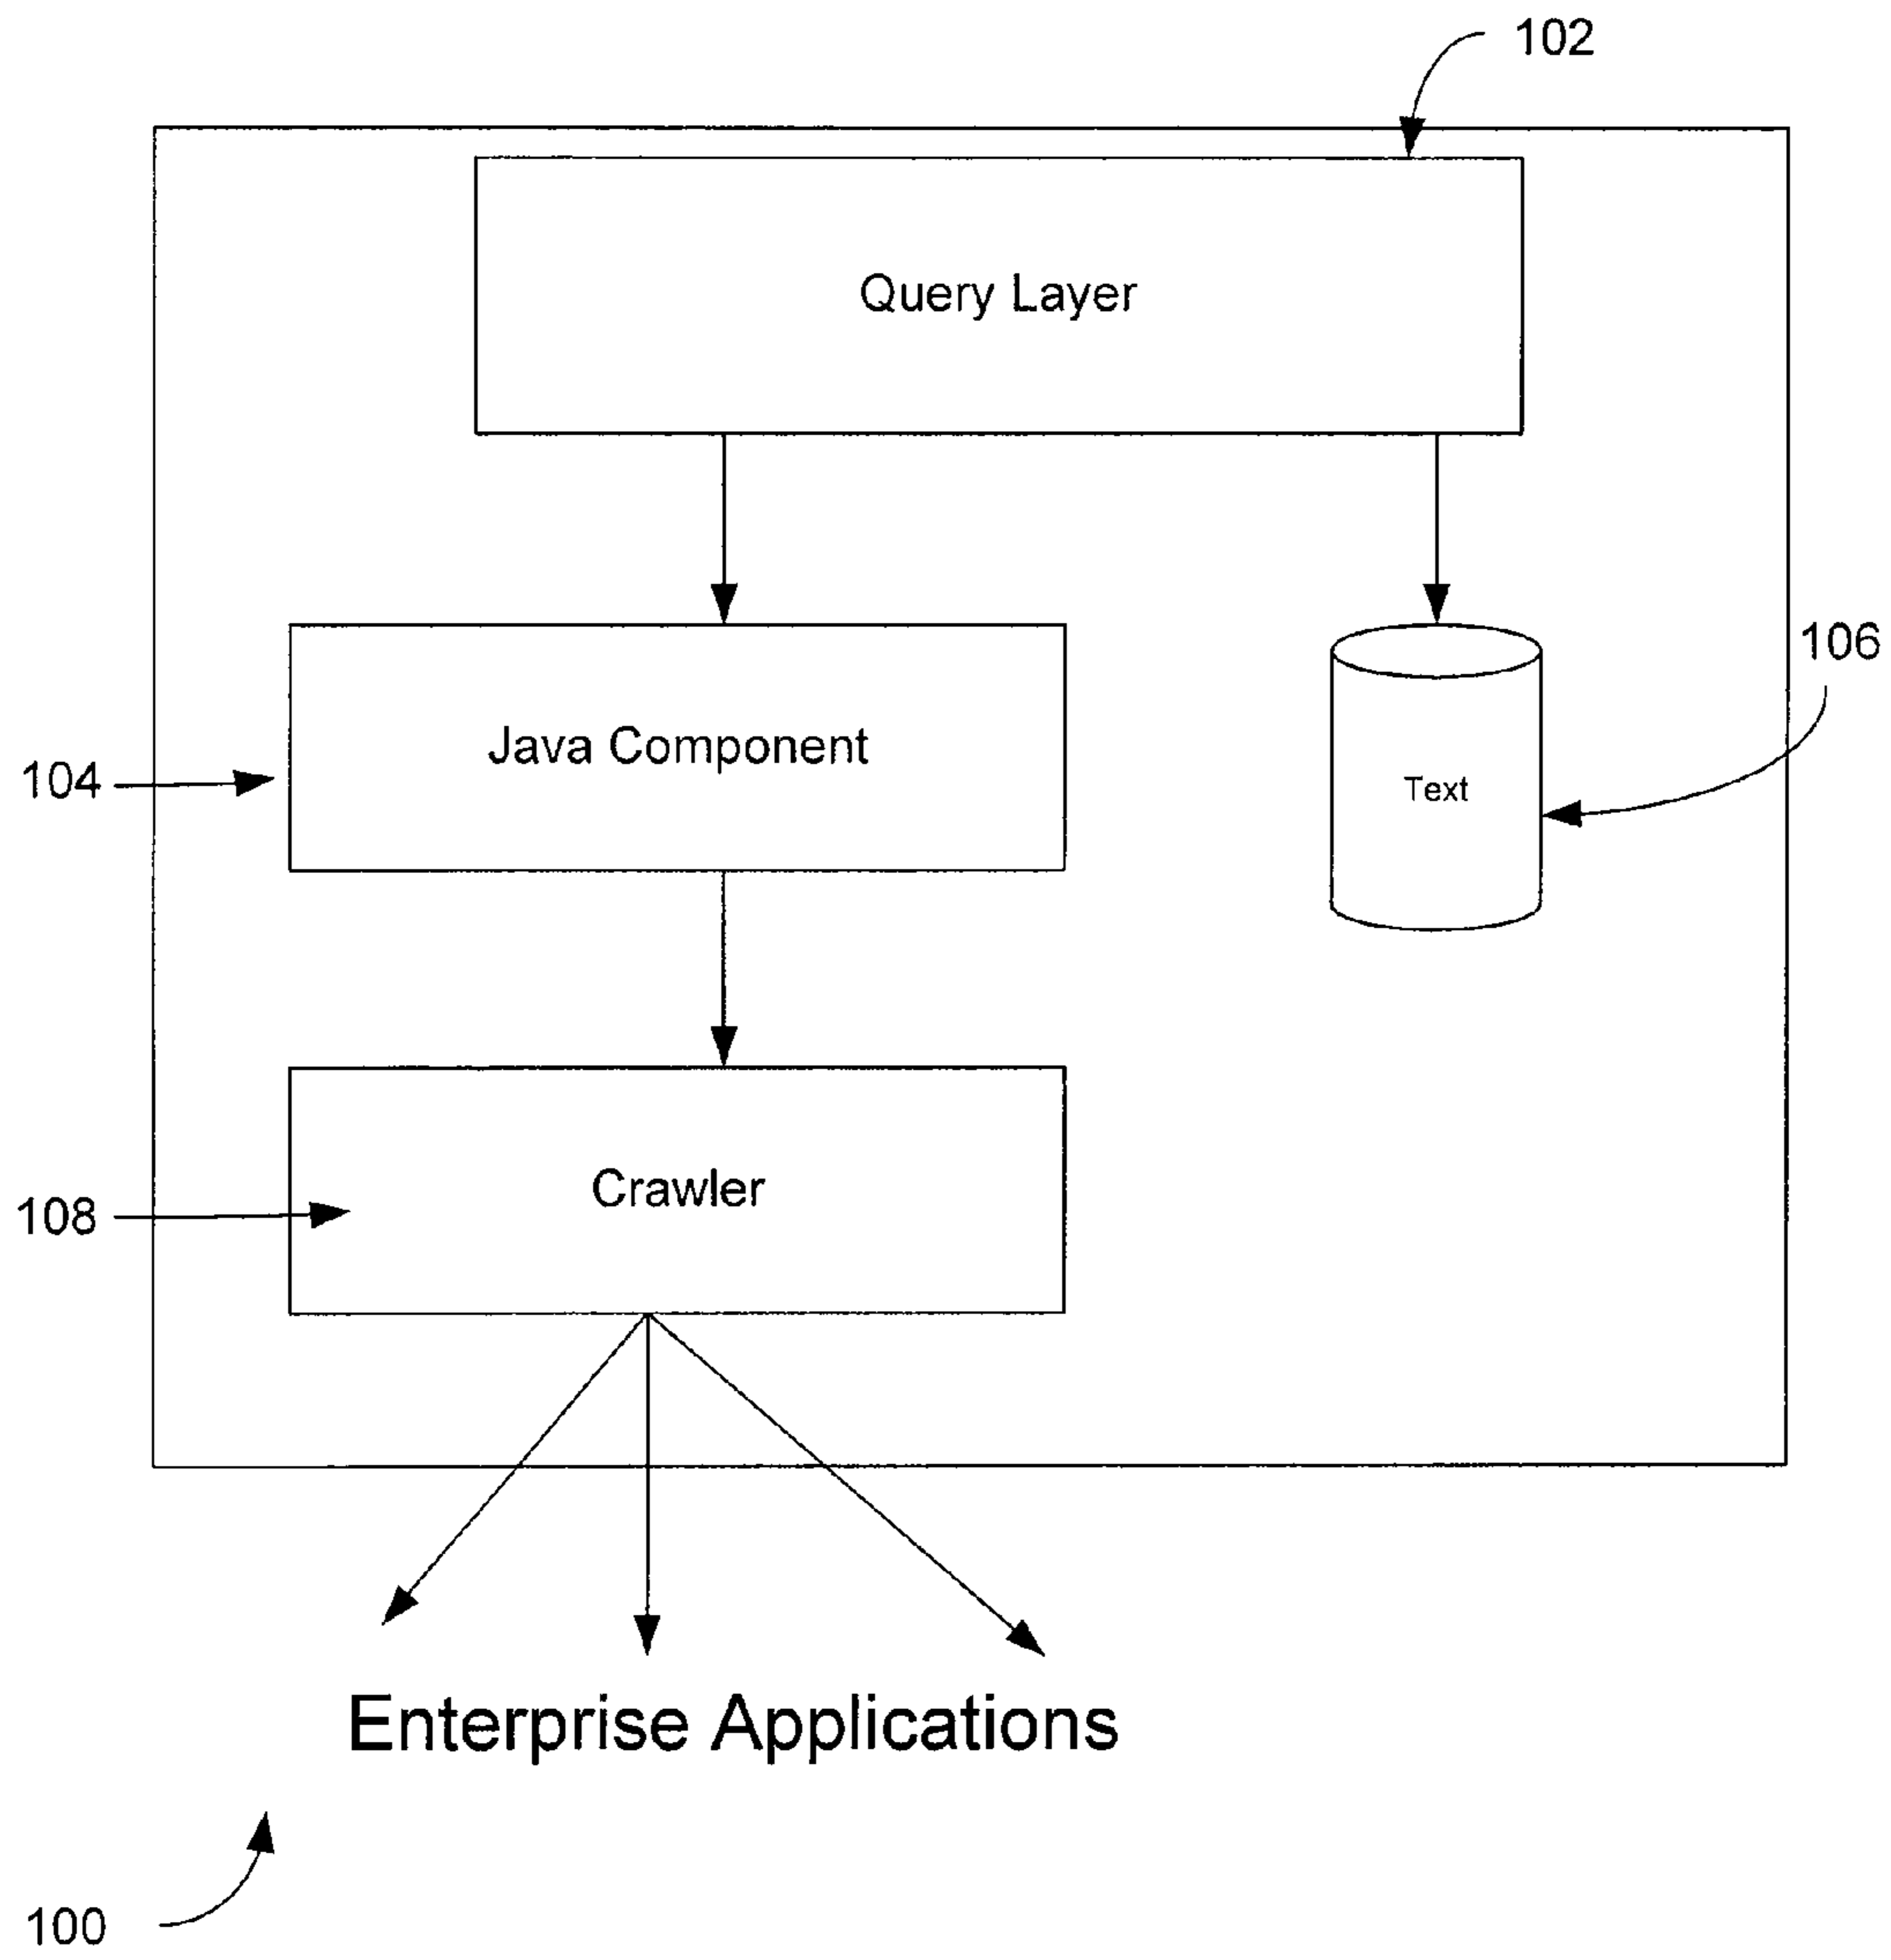 102
Query Layer
106
Java Component
104
Text
Crawler
108
Enterprise Applications
100